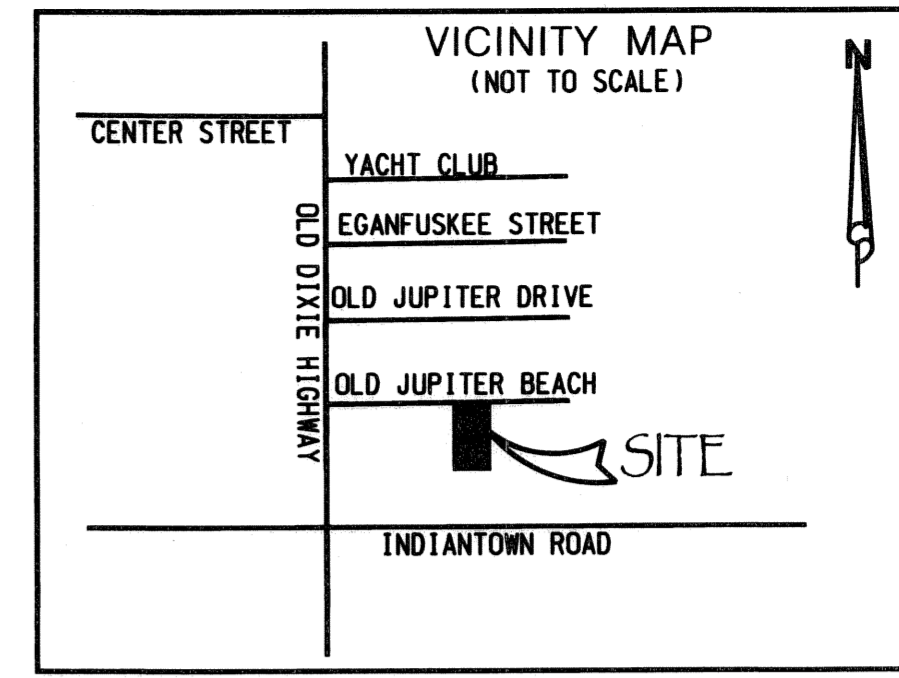 VICINITY MAP
(NOT TO SCALE)
N
CENTER STREET
YACHT CLUB
OLD DIXIE HIGHWAY
EGANFUSKEE STREET
OLD JUPITER DRIVE
OLD JUPITER BEACH
SITE
INDIANTOWN ROAD